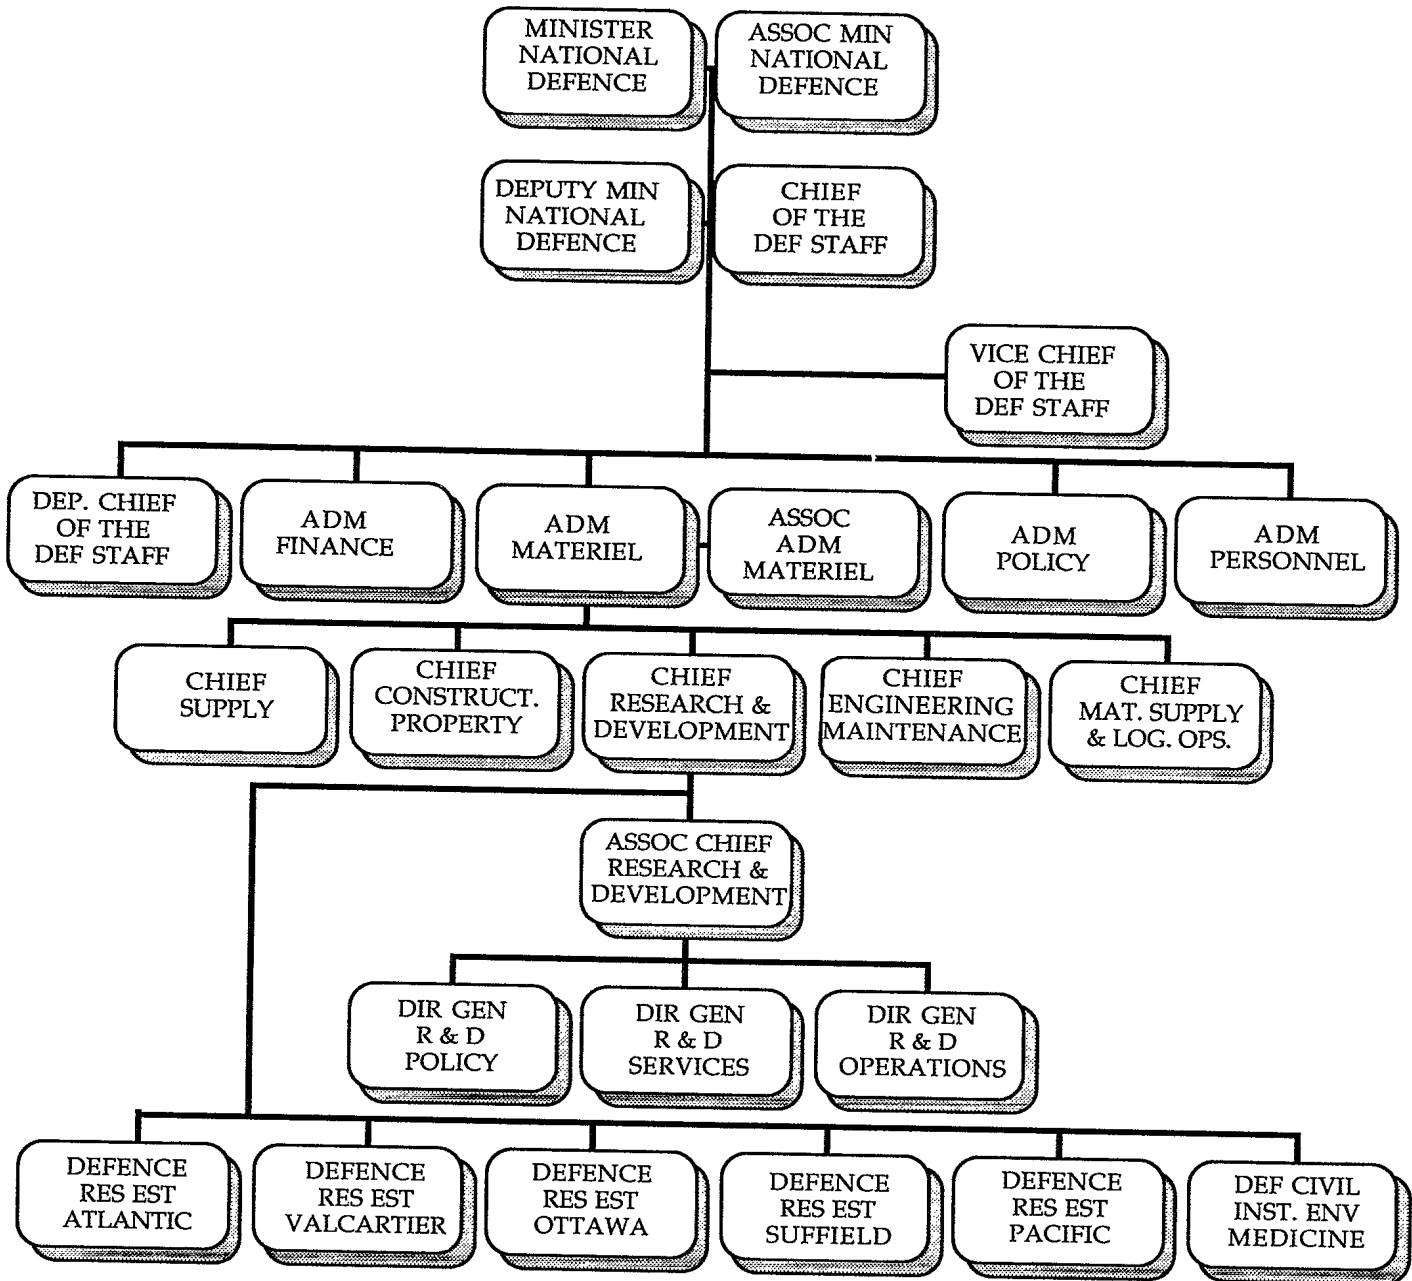 MINISTER
NATIONAL
DEFENCE
ASSOC MIN
NATIONAL
DEFENCE
DEPUTY MIN
NATIONAL
DEFENCE
CHIEF
OF THE
DEF STAFF
VICE CHIEF
OF THE
DEF STAFF
DEP. CHIEF
OF THE
DEF STAFF
ADM
FINANCE
ADM
MATERIEL
ASSOC
ADM
MATERIEL
ADM
POLICY
ADM
PERSONNEL
CHIEF
SUPPLY
CHIEF
CONSTRUCT.
PROPERTY
CHIEF
RESEARCH &
DEVELOPMENT
CHIEF
ENGINEERING
MAINTENANCE
CHIEF
MAT. SUPPLY
& LOG. OPS.
ASSOC CHIEF
RESEARCH &
DEVELOPMENT
DIR GEN
R & D
POLICY
DIR GEN
R & D
SERVICES
DIR GEN
R & D
OPERATIONS
DEFENCE
RES EST
ATLANTIC
DEFENCE
RES EST
VALCARTIER
DEFENCE
RES EST
OTTAWA
DEFENCE
RES EST
SUFFIELD
DEFENCE
RES EST
PACIFIC
DEF CIVIL
INST. ENV
MEDICINE